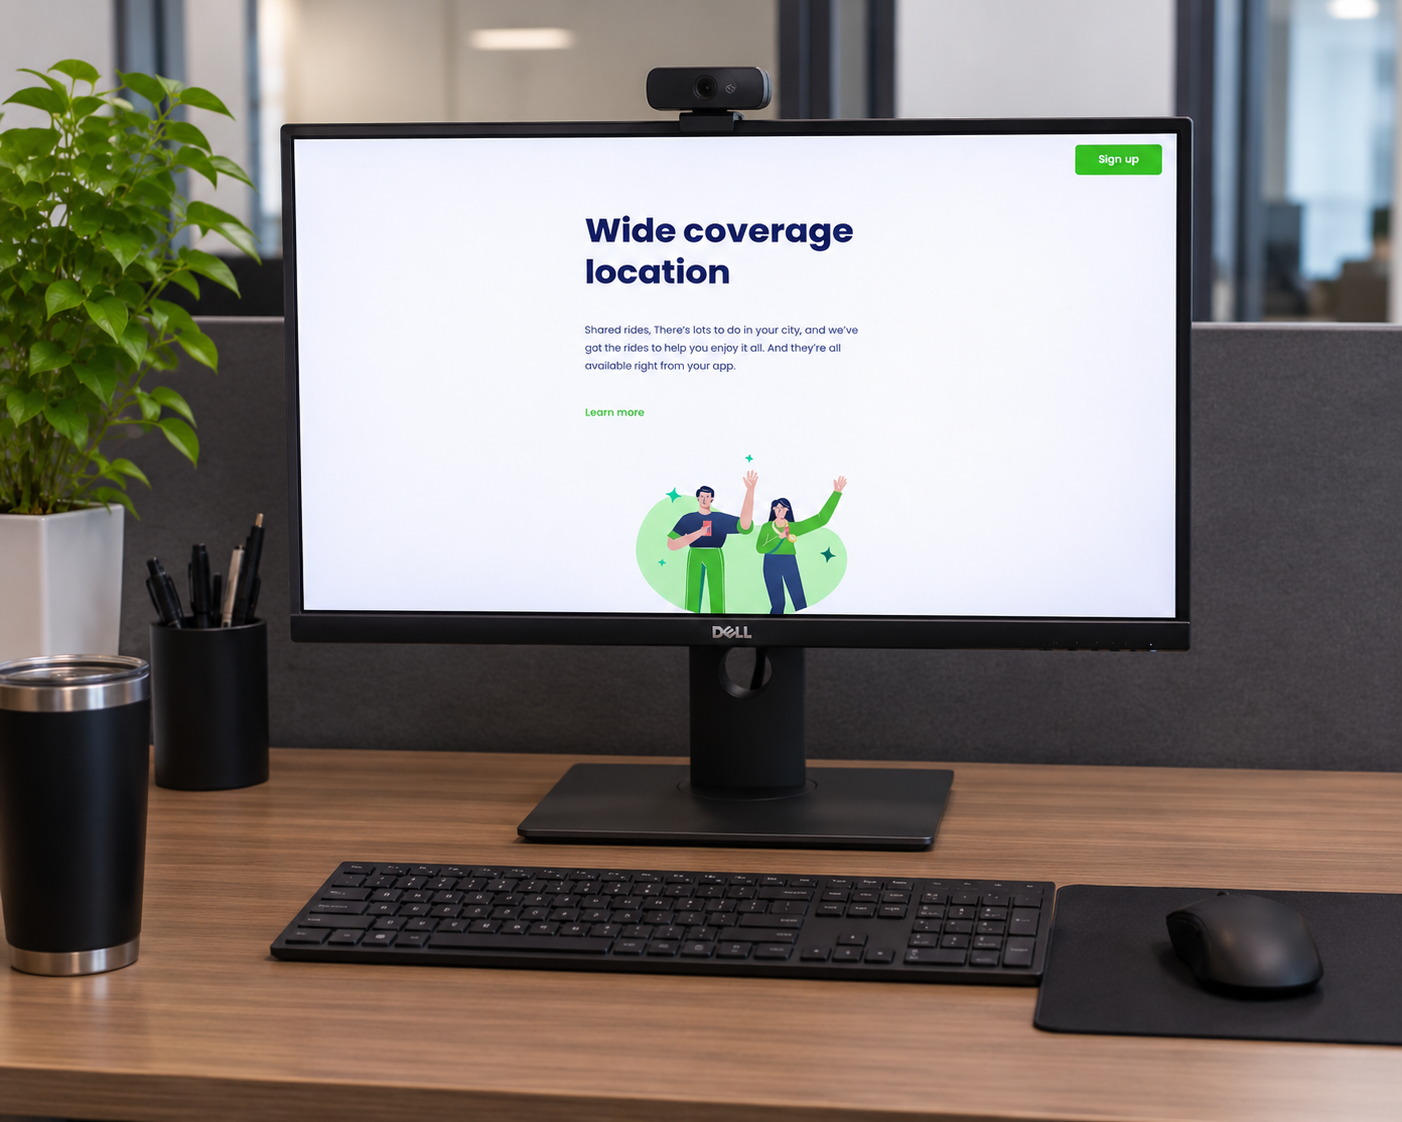 Sign up
Wide coverage
location
Shared rides, There's lots to do in your city, and we've
got the rides to help you enjoy it all. And they're all
available right from your app.
Learn more
DELL